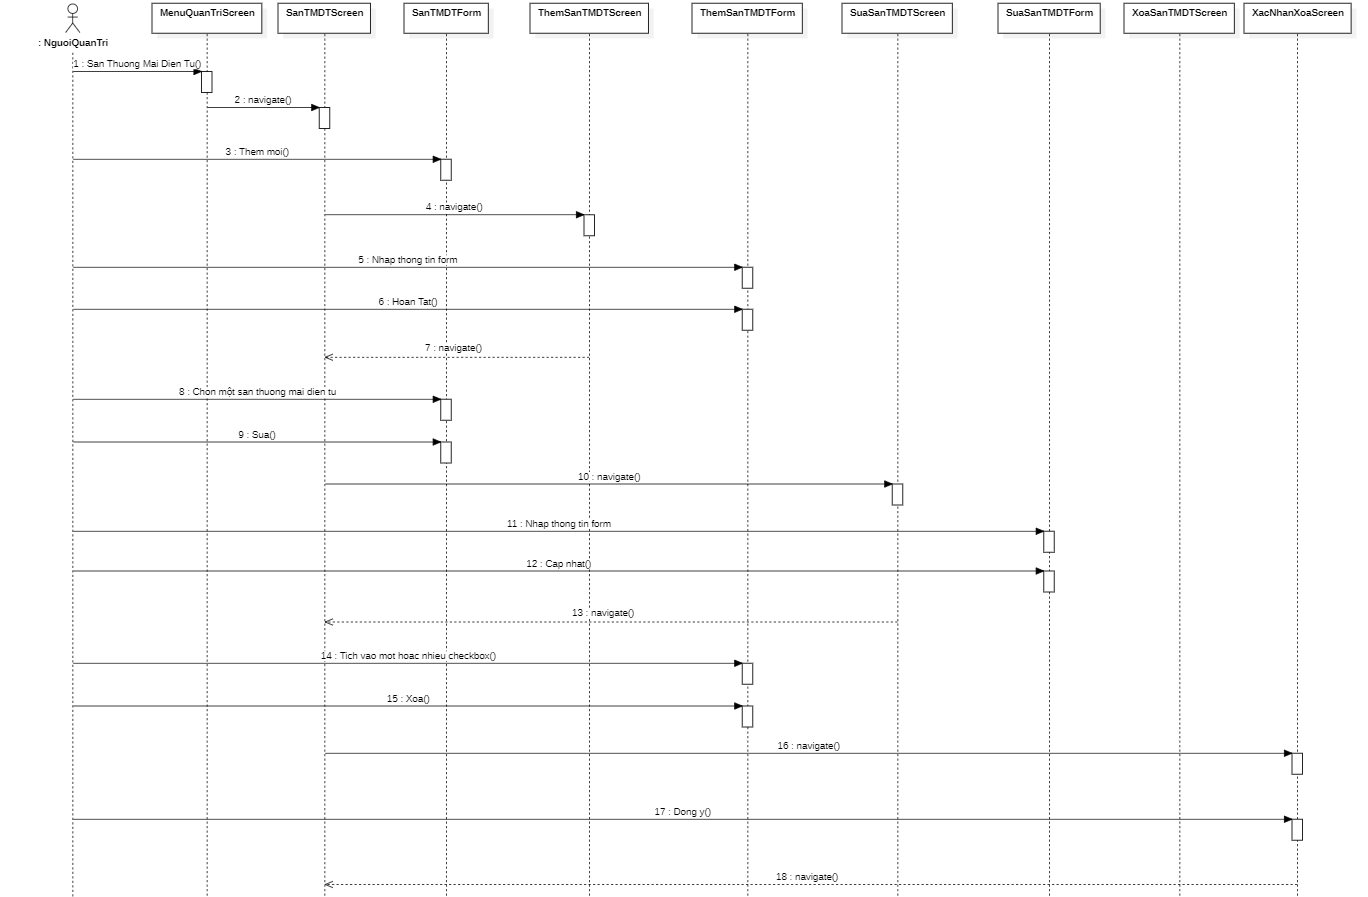 MenuQuanTriScreen
SanTMDTScreen
SanTMDTForm
ThemSanTMDTScreen
ThemSanTMDTForm
SuaSanTMDTScreen
SuaSanTMDTForm
XoaSanTMDTScreen
XacNhanXoaScreen
: NguoiQuanTri
1 : San Thuong Mai Dien Tu()
2 : navigate()
3 : Them moi()
4 : navigate()
5 : Nhap thong tin form
6 : Hoan Tat()
7 : navigate()
8 : Chon một san thuong mai dien tu
9 : Sua()
10 : navigate()
11 : Nhap thong tin form
12 : Cap nhat()
13 : navigate()
14 : Tich vao mot hoac nhieu checkbox()
15 : Xoa()
16 : navigate()
17 : Dong y()
18 : navigate()